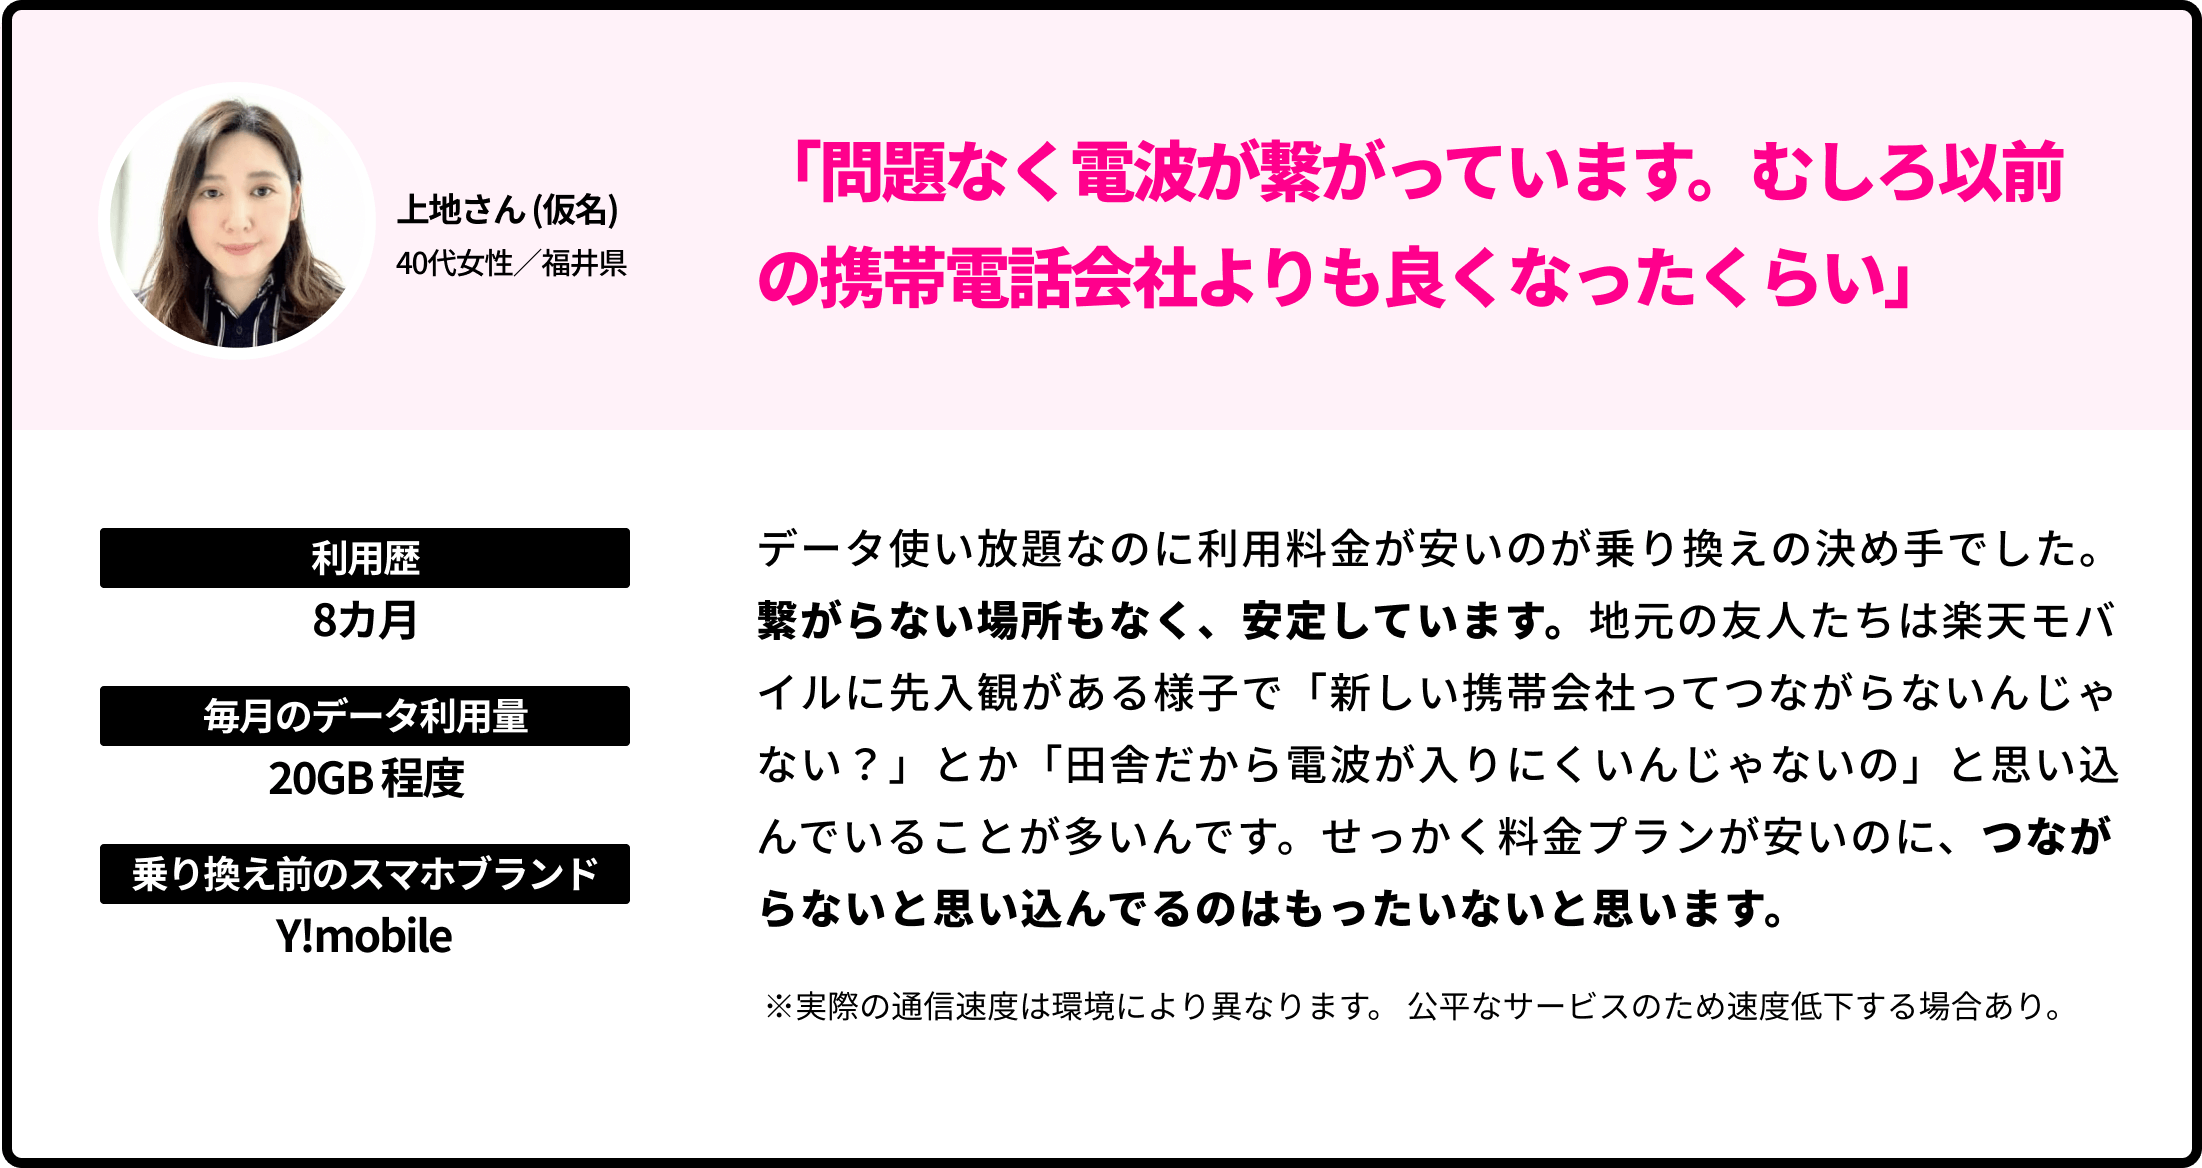 上地さん(仮名)
40代女性／福井県
「問題なく電波が繋がっています。むしろ以前
の携帯電話会社よりも良くなったくらい」
利用歴
8カ月
毎月のデータ利用量
20GB程度
乗り換え前のスマホブランド
Y!mobile
データ使い放題なのに利用料金が安いのが乗り換えの決め手でした。
繋がらない場所もなく、安定しています。地元の友人たちは楽天モバ
イルに先入観がある様子で「新しい携帯会社ってつながらないんじゃ
ない？」とか「田舎だから電波が入りにくいんじゃないの」と思い込
んでいることが多いんです。せっかく料金プランが安いのに、つなが
らないと思い込んでるのはもったいないと思います。
※実際の通信速度は環境により異なります。 公平なサービスのため速度低下する場合あり。